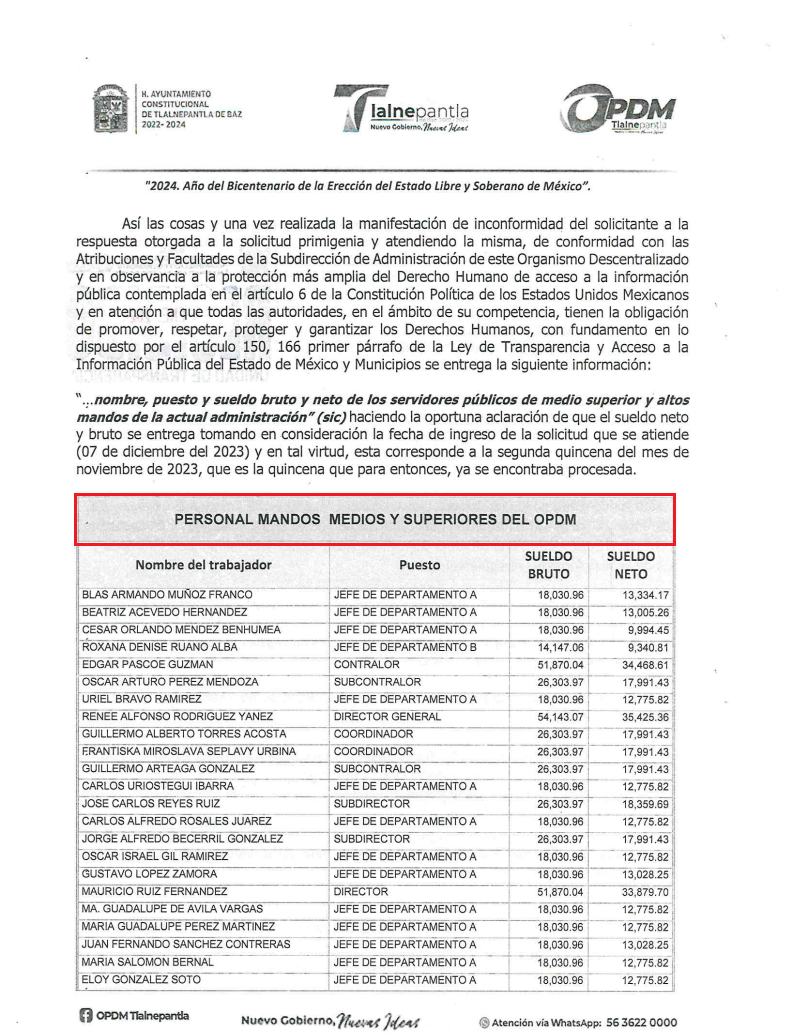 H. AYUNTAMIENTO
CONSTITUCIONAL
DE TLALNEPANTLA DE BAZ
2022- 2024
Tlalnepantla
Nuevo Gobierno, Nuevas Ideas
OPDM
Tlalnepantla
"2024. Año del Bicentenario de la Erección del Estado Libre y Soberano de México".
Así las cosas y una vez realizada la manifestación de inconformidad del solicitante a la
respuesta otorgada a la solicitud primigenia y atendiendo la misma, de conformidad con las
Atribuciones y Facultades de la Subdirección de Administración de este Organismo Descentralizado
y en observancia a la protección más amplia del Derecho Humano de acceso a la información
pública contemplada en el artículo 6 de la Constitución Política de los Estados Unidos Mexicanos
y en atención a que todas las autoridades, en el ámbito de su competencia, tienen la obligación
de promover, respetar, proteger y garantizar los Derechos Humanos, con fundamento en lo
dispuesto por el artículo 150, 166 primer párrafo de la Ley de Transparencia y Acceso a la
Información Pública del Estado de México y Municipios se entrega la siguiente información:
"...nombre, puesto y sueldo bruto y neto de los servidores públicos de medio superior y altos
mandos de la actual administración" (sic) haciendo la oportuna aclaración de que el sueldo neto
y bruto se entrega tomando en consideración la fecha de ingreso de la solicitud que se atiende
(07 de diciembre del 2023) y en tal virtud, esta corresponde a la segunda quincena del mes de
noviembre de 2023, que es la quincena que para entonces, ya se encontraba procesada.
PERSONAL MANDOS MEDIOS Y SUPERIORES DEL OPDM
Nombre del trabajador Puesto SUELDO BRUTO SUELDO NETO
BLAS ARMANDO MUÑOZ FRANCO JEFE DE DEPARTAMENTO A 18,030.96 13,334.17
BEATRIZ ACEVEDO HERNANDEZ JEFE DE DEPARTAMENTO A 18,030.96 13,005.26
CESAR ORLANDO MENDEZ BENHUMEA JEFE DE DEPARTAMENTO A 18,030.96 9,994.45
ROXANA DENISE RUANO ALBA JEFE DE DEPARTAMENTO B 14,147.06 9,340.81
EDGAR PASCOE GUZMAN CONTRALOR 51,870.04 34,468.61
OSCAR ARTURO PEREZ MENDOZA SUBCONTRALOR 26,303.97 17,991.43
URIEL BRAVO RAMIREZ JEFE DE DEPARTAMENTO A 18,030.96 12,775.82
RENEE ALFONSO RODRIGUEZ YANEZ DIRECTOR GENERAL 54,143.07 35,425.36
GUILLERMO ALBERTO TORRES ACOSTA COORDINADOR 26,303.97 17,991.43
FRANTISKA MIROSLAVA SEPLAVY URBINA COORDINADOR 26,303.97 17,991.43
GUILLERMO ARTEAGA GONZALEZ SUBCONTRALOR 26,303.97 17,991.43
CARLOS URIOSTEGUI IBARRA JEFE DE DEPARTAMENTO A 18,030.96 12,775.82
JOSE CARLOS REYES RUIZ SUBDIRECTOR 26,303.97 18,359.69
CARLOS ALFREDO ROSALES JUAREZ JEFE DE DEPARTAMENTO A 18,030.96 12,775.82
JORGE ALFREDO BECERRIL GONZALEZ SUBDIRECTOR 26,303.97 17,991.43
OSCAR ISRAEL GIL RAMIREZ JEFE DE DEPARTAMENTO A 18,030.96 12,775.82
GUSTAVO LOPEZ ZAMORA JEFE DE DEPARTAMENTO A 18,030.96 13,028.25
MAURICIO RUIZ FERNANDEZ DIRECTOR 51,870.04 33,879.70
MA. GUADALUPE DE AVILA VARGAS JEFE DE DEPARTAMENTO A 18,030.96 12,775.82
MARIA GUADALUPE PEREZ MARTINEZ JEFE DE DEPARTAMENTO A 18,030.96 12,775.82
JUAN FERNANDO SANCHEZ CONTRERAS JEFE DE DEPARTAMENTO A 18,030.96 13,028.25
MARIA SALOMON BERNAL JEFE DE DEPARTAMENTO A 18,030.96 12,775.82
ELOY GONZALEZ SOTO JEFE DE DEPARTAMENTO A 18,030.96 12,775.82
OPDM Tlalnepantla Nuevo Gobierno, Nuevas Ideas Atención vía WhatsApp: 56 3622 0000